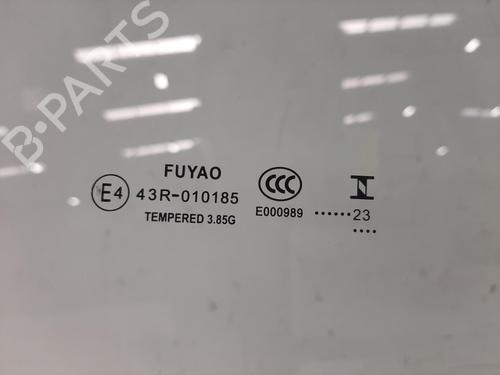 B-PARTS
FUYAO
E4 43R-010185
TEMPERED 3.85G
CCC
E000989
······23
····